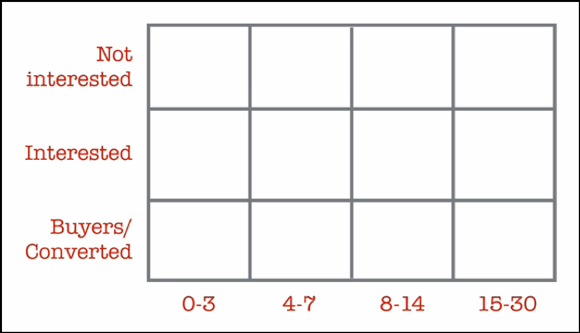 Not
interested
Interested
Buyers/
Converted
0-3
4-7
8-14
15-30